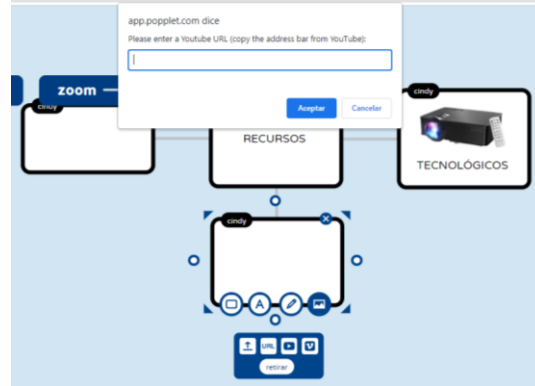 app.popplet.com dice
Please enter a Youtube URL (copy the address bar from YouTube):
Aceptar
Cancelar
zoom
cindy
cindy
RECURSOS
TECNOLÓGICOS
cindy
A
URL
V
retirar